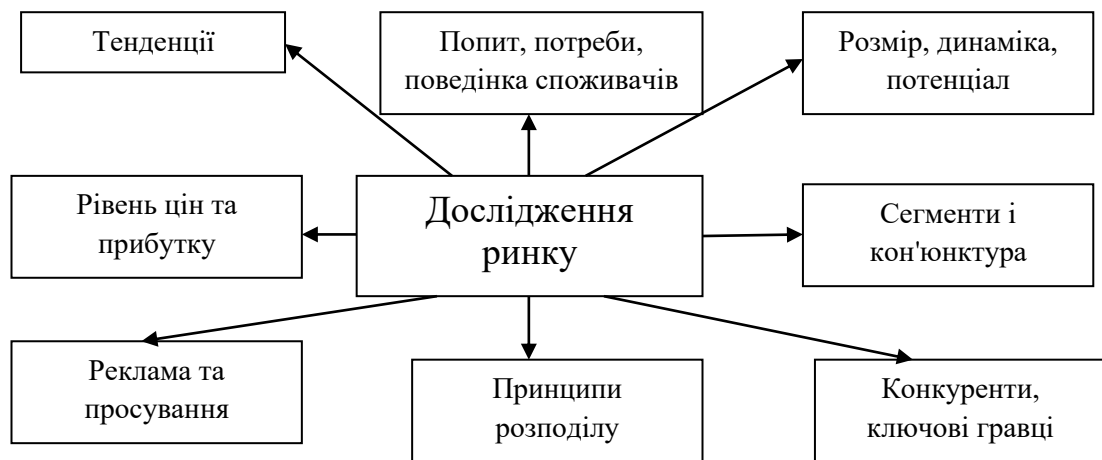 Тенденції
Попит, потреби,
поведінка споживачів
Розмір, динаміка,
потенціал
Рівень цін та
прибутку
Дослідження
ринку
Сегменти і
кон'юнктура
Реклама та
просування
Принципи
розподілу
Конкуренти,
ключові гравці